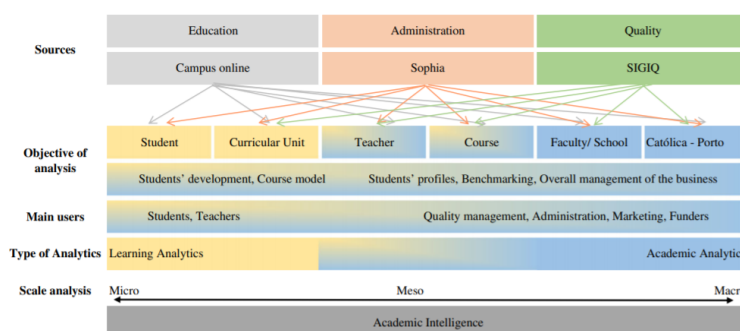 Sources
Education
Administration
Quality
Campus online
Sophia
SIGIQ
Objective of
analysis
Student
Curricular Unit
Teacher
Course
Faculty/ School
Católica - Porto
Students' development, Course model
Students' profiles, Benchmarking, Overall management of the business
Main users
Students, Teachers
Quality management, Administration, Marketing, Funders
Type of Analytics
Learning Analytics
Academic Analytic
Scale analysis
Micro
Meso
Macr
Academic Intelligence